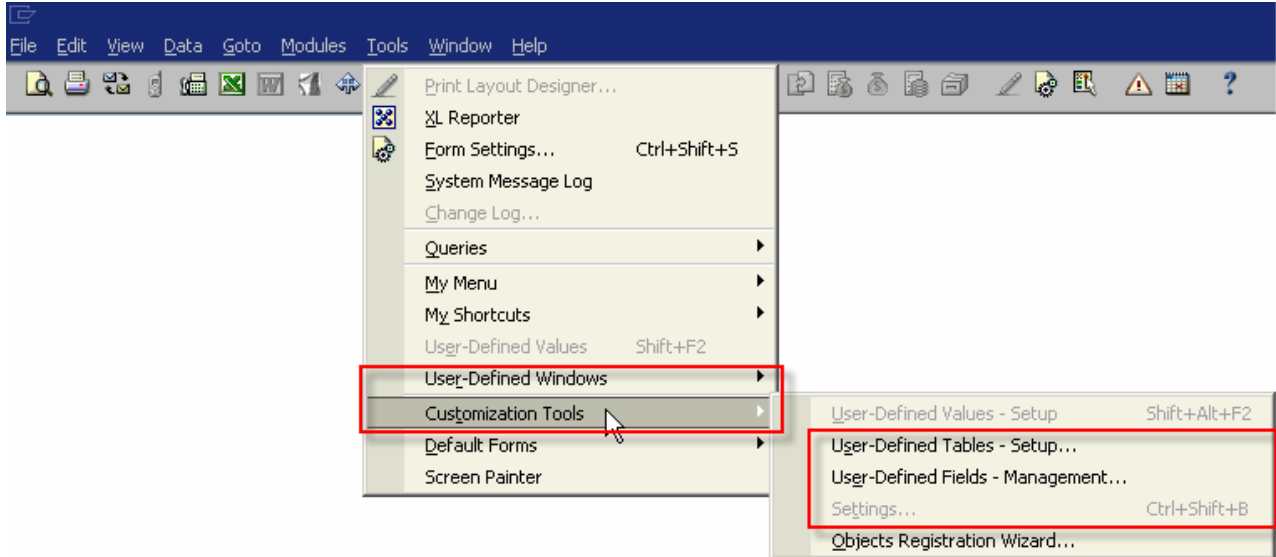 File Edit View Data Goto Modules Tools Window Help
Print Layout Designer...
XL Reporter
Form Settings... Ctrl+Shift+S
System Message Log
Change Log...
Queries
My Menu
My Shortcuts
User-Defined Values Shift+F2
User-Defined Windows
Customization Tools
Default Forms
Screen Painter
User-Defined Values - Setup Shift+Alt+F2
User-Defined Tables - Setup...
User-Defined Fields - Management...
Settings... Ctrl+Shift+B
Objects Registration Wizard...